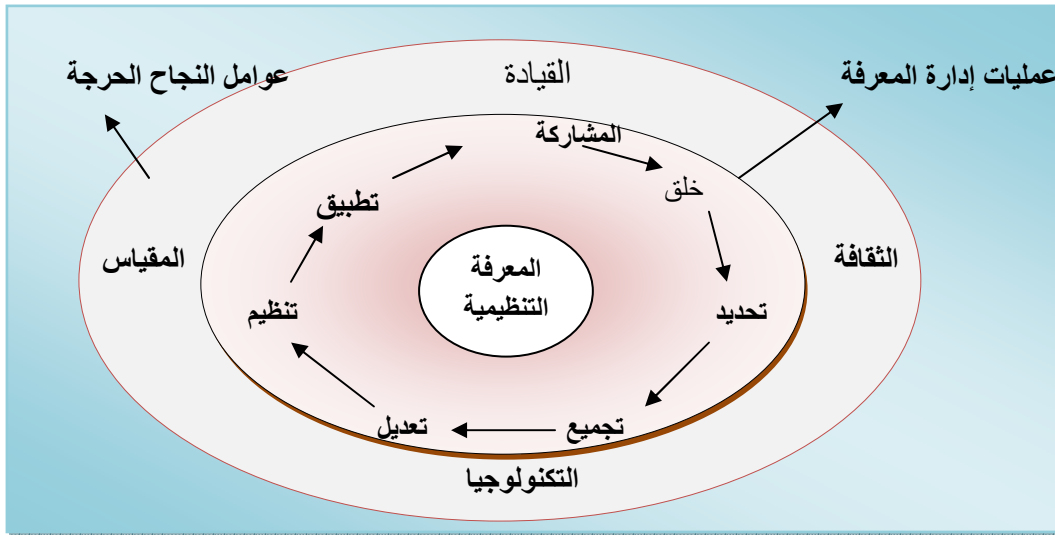 عمليات إدارة المعرفة
القيادة
عوامل النجاح الحرجة
المشاركة
خلق
تطبيق
الثقافة
المعرفة
التنظيمية
المقياس
تحديد
تنظيم
تجميع
تعديل
التكنولوجيا